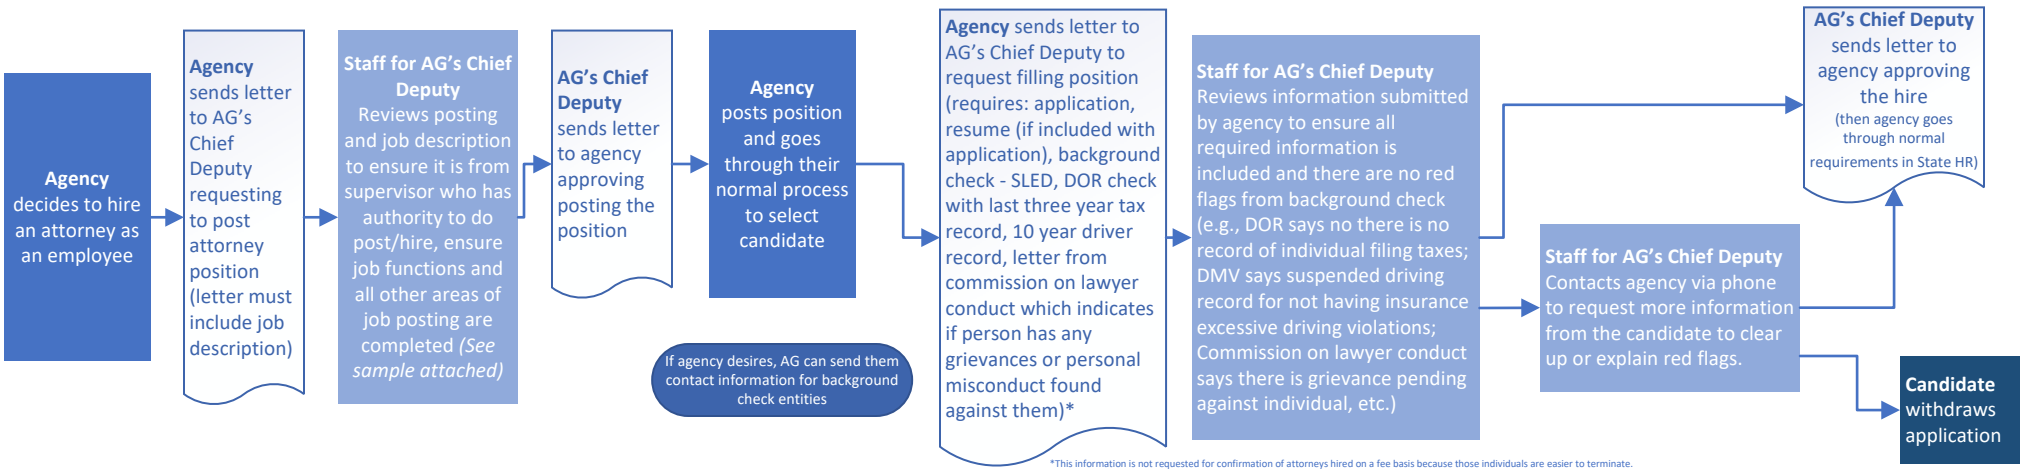 Agency
decides to hire
an attorney as
an employee
Agency
sends letter
to AG’s
Chief
Deputy
requesting
to post
attorney
position
(letter must
include job
description)
Staff for AG’s Chief
Deputy
Reviews posting
and job description
to ensure it is from
supervisor who has
authority to do
post/hire, ensure
job functions and
all other areas of
job posting are
completed (See
sample attached)
AG’s Chief
Deputy
sends letter
to agency
approving
posting the
position
Agency
posts position
and goes
through their
normal process
to select
candidate
If agency desires, AG can send them
contact information for background
check entities
Agency sends letter to
AG’s Chief Deputy to
request filling position
(requires: application,
resume (if included with
application), background
check - SLED, DOR check
with last three year tax
record, 10 year driver
record, letter from
commission on lawyer
conduct which indicates
if person has any
grievances or personal
misconduct found
against them)*
Staff for AG’s Chief Deputy
Reviews information submitted
by agency to ensure all
required information is
included and there are no red
flags from background check
(e.g., DOR says no there is no
record of individual filing taxes;
DMV says suspended driving
record for not having insurance
excessive driving violations;
Commission on lawyer conduct
says there is grievance pending
against individual, etc.)
Staff for AG’s Chief Deputy
Contacts agency via phone
to request more information
from the candidate to clear
up or explain red flags.
AG’s Chief Deputy
sends letter to
agency approving
the hire
(then agency goes
through normal
requirements in State HR)
Candidate
withdraws
application
*This information is not requested for confirmation of attorneys hired on a fee basis because those individuals are easier to terminate.